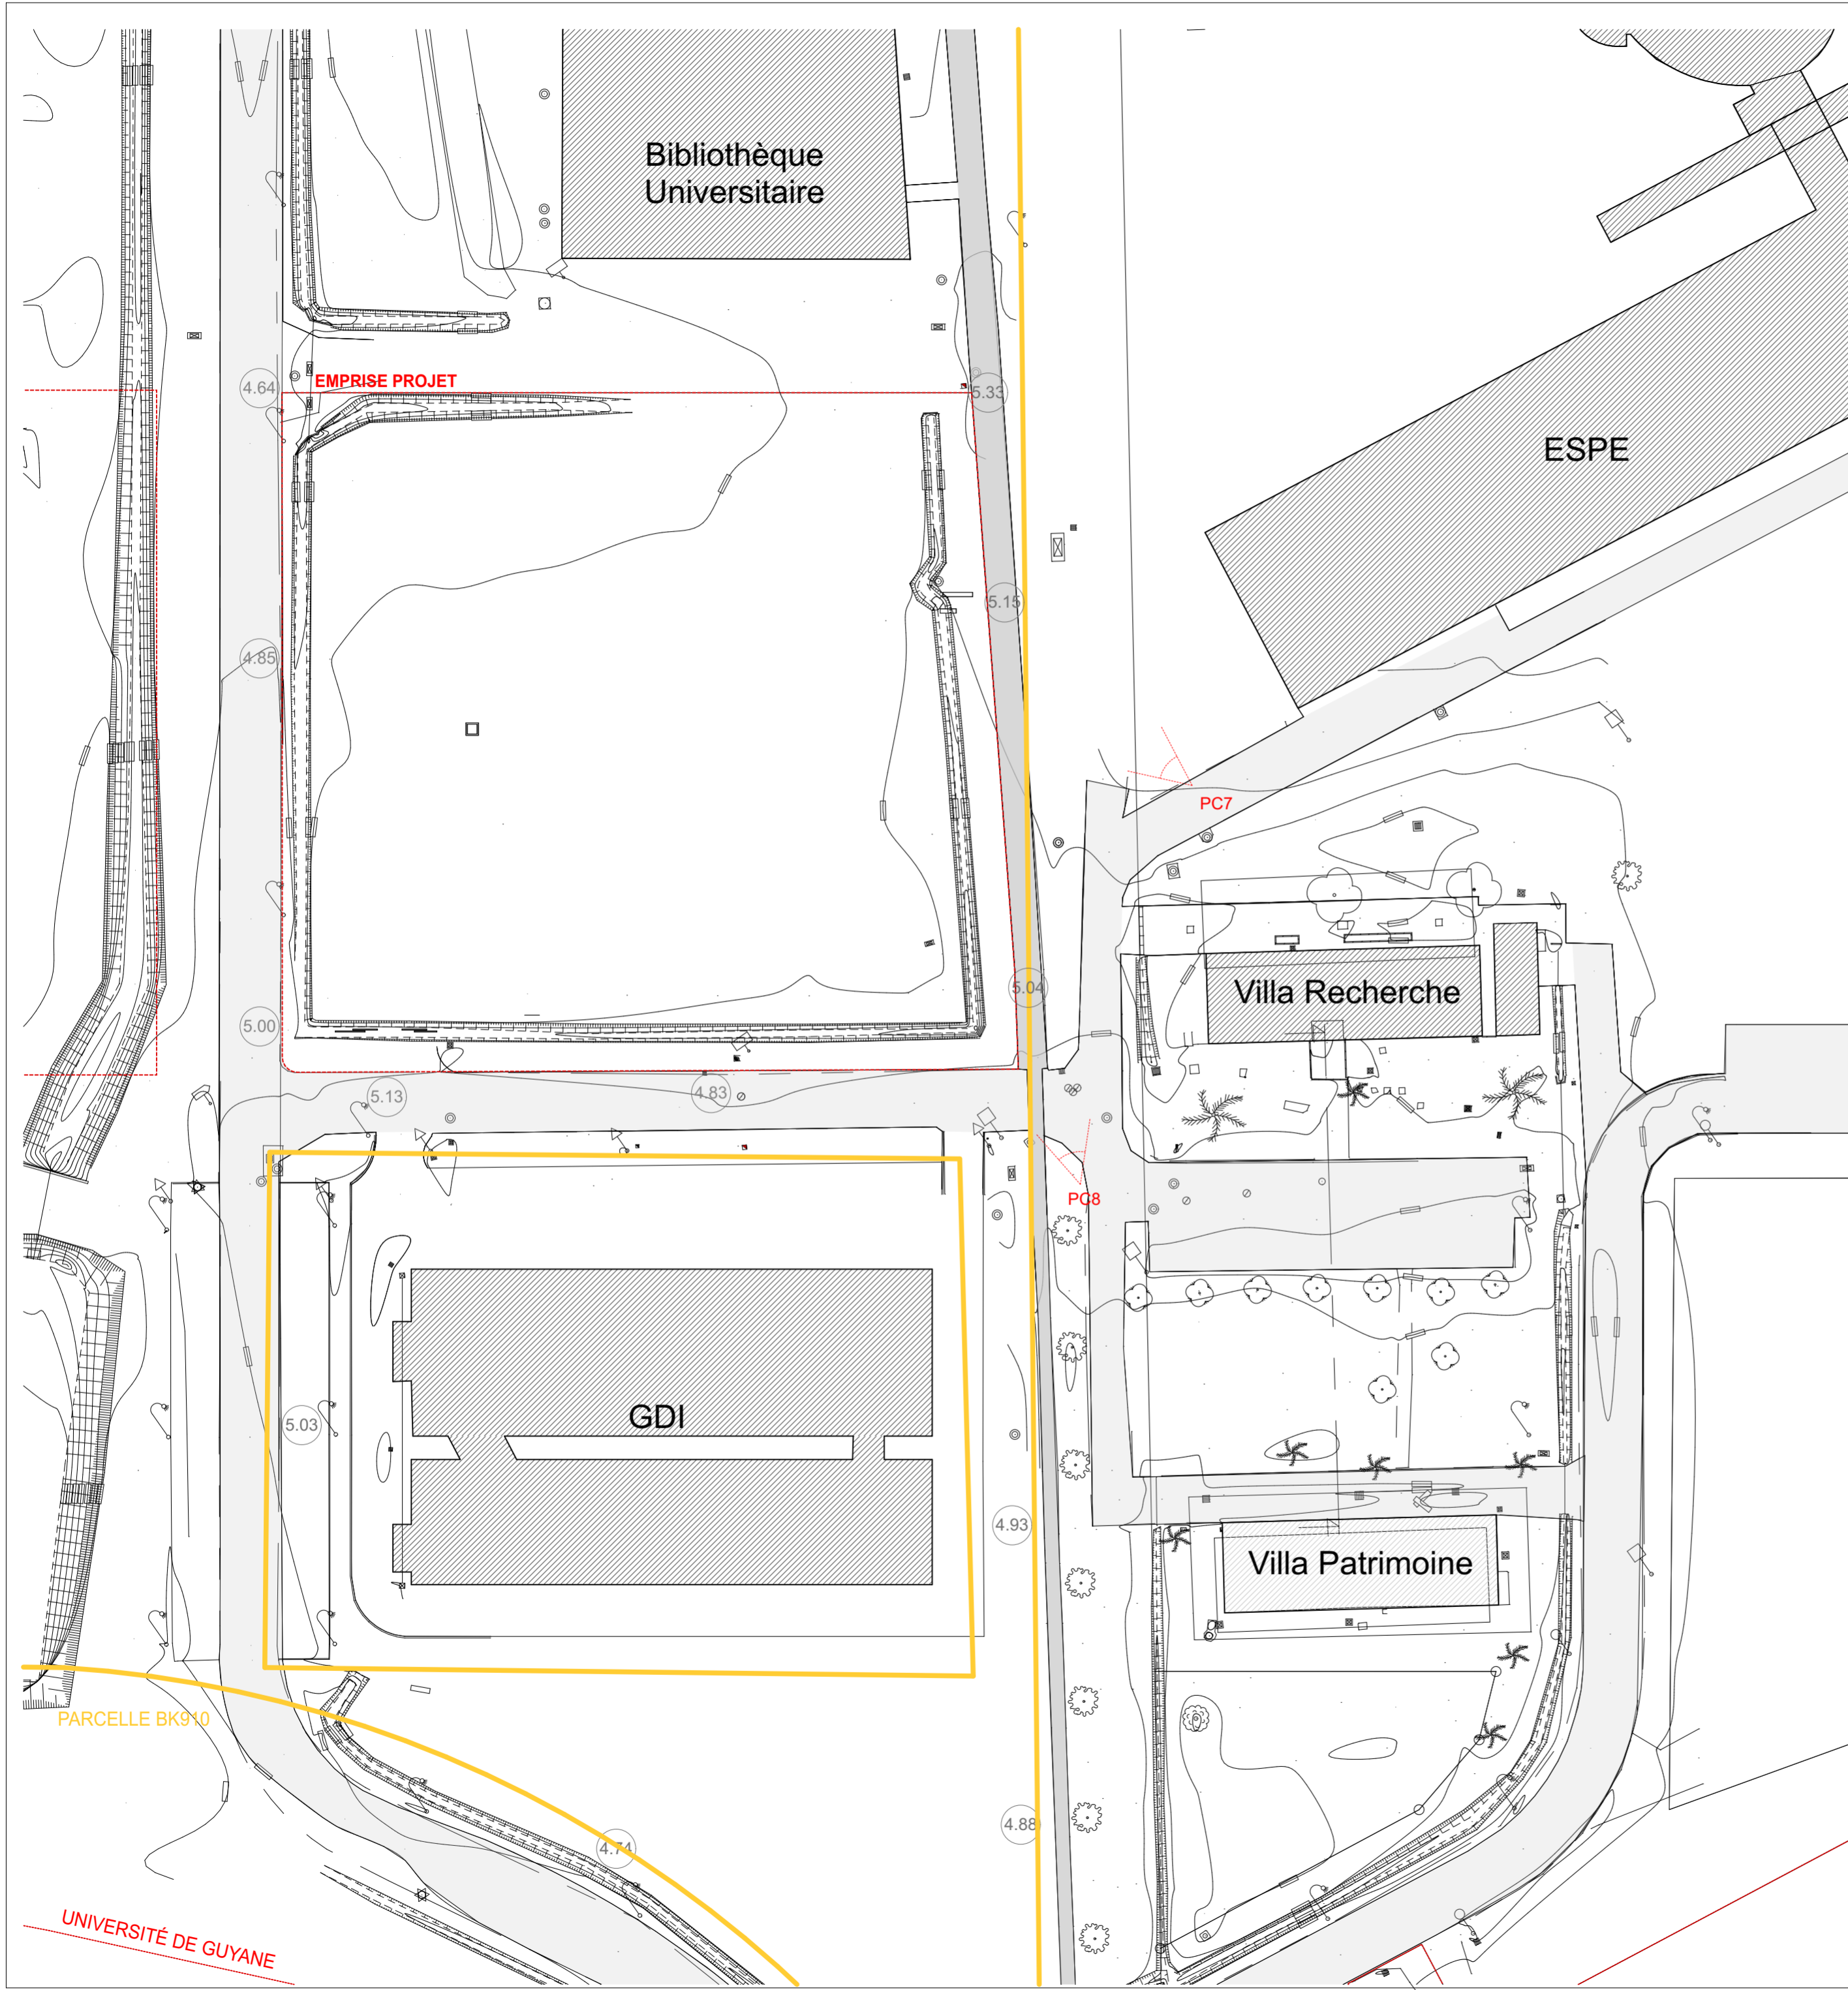 Bibliothèque
Universitaire
4.64
EMPRISE PROJET
5.33
ESPE
5.15
4.85
PC7
5.04
Villa Recherche
5.00
5.13
4.83
PC8
GDI
5.03
4.93
Villa Patrimoine
PARCELLE BK910
4.88
4.74
UNIVERSITÉ DE GUYANE